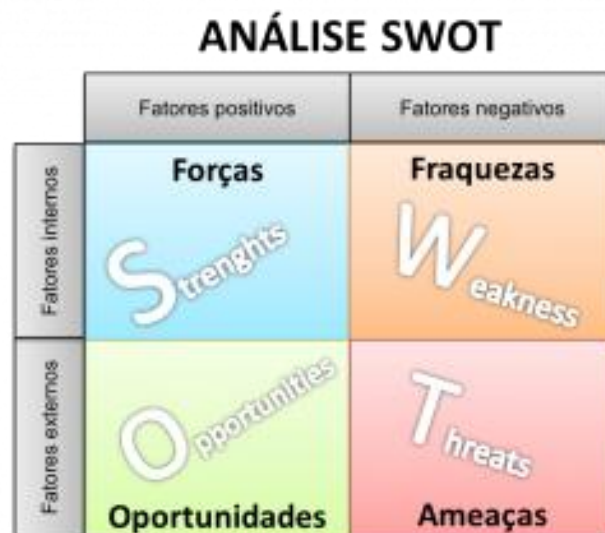 ANÁLISE SWOT
Fatores positivos
Fatores negativos
Fatores internos
Forças
Strenghts
Fraquezas
Weakness
Fatores externos
Opportunities
Oportunidades
Threats
Ameaças